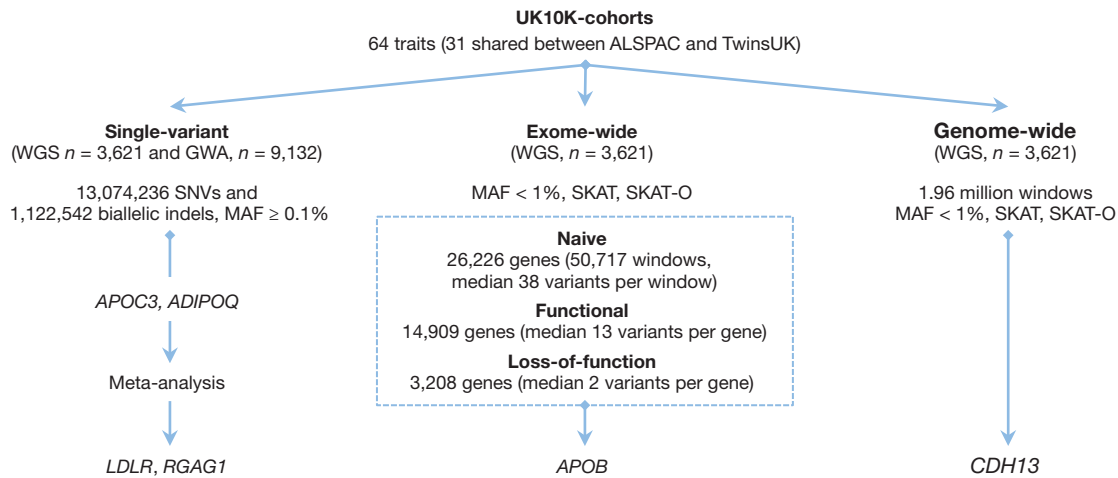 UK10K-cohorts
64 traits (31 shared between ALSPAC and TwinsUK)
Single-variant
(WGS n = 3,621 and GWA, n = 9,132)
13,074,236 SNVs and
1,122,542 biallelic indels, MAF ≥ 0.1%
APOC3, ADIPOQ
Meta-analysis
LDLR, RGAG1
Exome-wide
(WGS, n = 3,621)
MAF < 1%, SKAT, SKAT-O
Naive
26,226 genes (50,717 windows,
median 38 variants per window)
Functional
14,909 genes (median 13 variants per gene)
Loss-of-function
3,208 genes (median 2 variants per gene)
APOB
Genome-wide
(WGS, n = 3,621)
1.96 million windows
MAF < 1%, SKAT, SKAT-O
CDH13